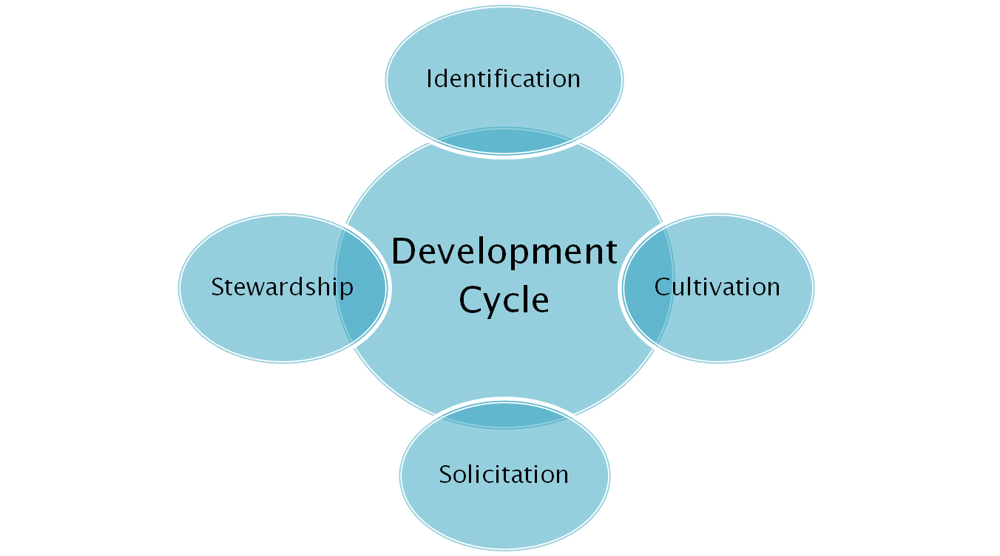 Identification
Development
Cycle
Stewardship
Cultivation
Solicitation